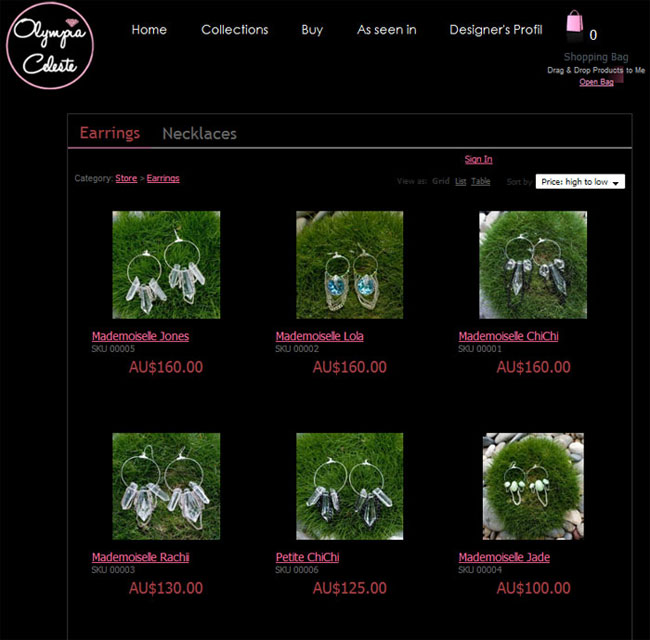 Olympia
Celeste
Home Collections Buy As seen in Designer's Profil
0
Shopping Bag
Drag & Drop Products to Me
Open Bag
Earrings Necklaces
Sign In
Category: Store > Earrings View as: Grid List Table Sort by Price: high to low
Mademoiselle Jones Mademoiselle Lola Mademoiselle ChiChi
SKU 00005 SKU 00002 SKU 00001
AU$160.00 AU$160.00 AU$160.00
Mademoiselle Rachii Petite ChiChi Mademoiselle Jade
SKU 00003 SKU 00006 SKU 00004
AU$130.00 AU$125.00 AU$100.00